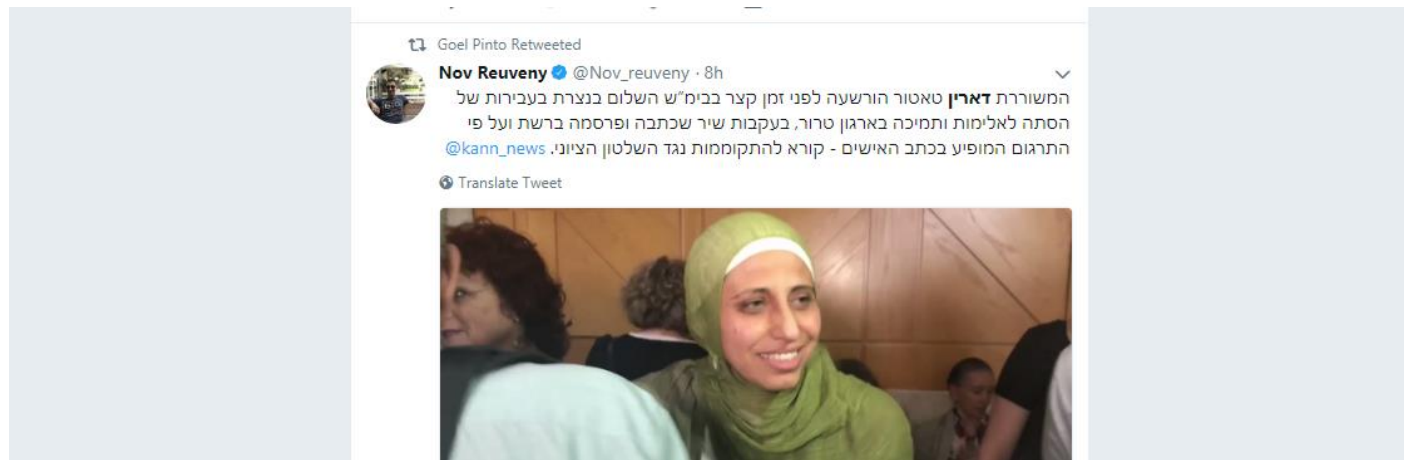 Goel Pinto Retweeted
Nov Reuveny @Nov_reuveny · 8h
המשוררת דארין טאטור הורשעה לפני זמן קצר בבימ״ש השלום בנצרת בעבירות של
הסתה לאלימות ותמיכה בארגון טרור, בעקבות שיר שכתבה ופרסמה ברשת ועל פי
התרגום המופיע בכתב האישים - קורא להתקוממות נגד השלטון הציוני. @kann_news
Translate Tweet